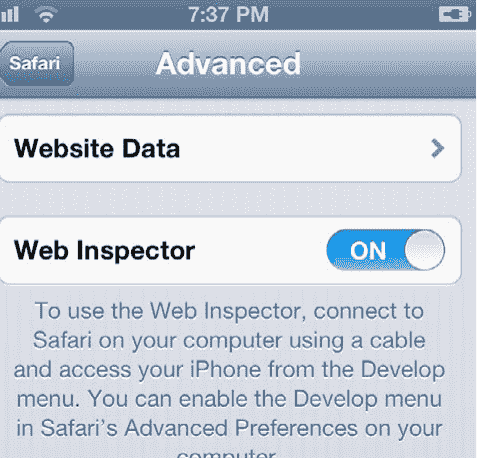 7:37 PM
Safari
Advanced
Website Data
Web Inspector
ON
To use the Web Inspector, connect to
Safari on your computer using a cable
and access your iPhone from the Develop
menu. You can enable the Develop menu
in Safari's Advanced Preferences on your
computer.